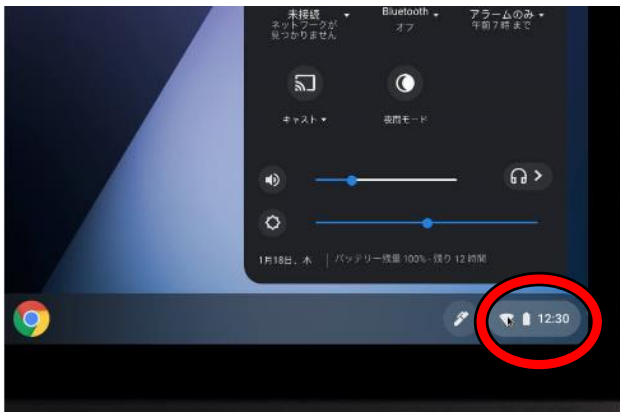 未接続
ネットワークが
見つかりません
Bluetooth
オフ
アラームのみ
午前7時まで
キャスト
夜間モード
1月18日、木
バッテリー残量 100% - 残り 12 時間
12:30